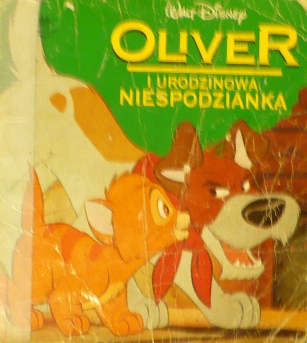 WALT DISNEY
OLIVER
I URODZINOWA
NIESPODZIANKA